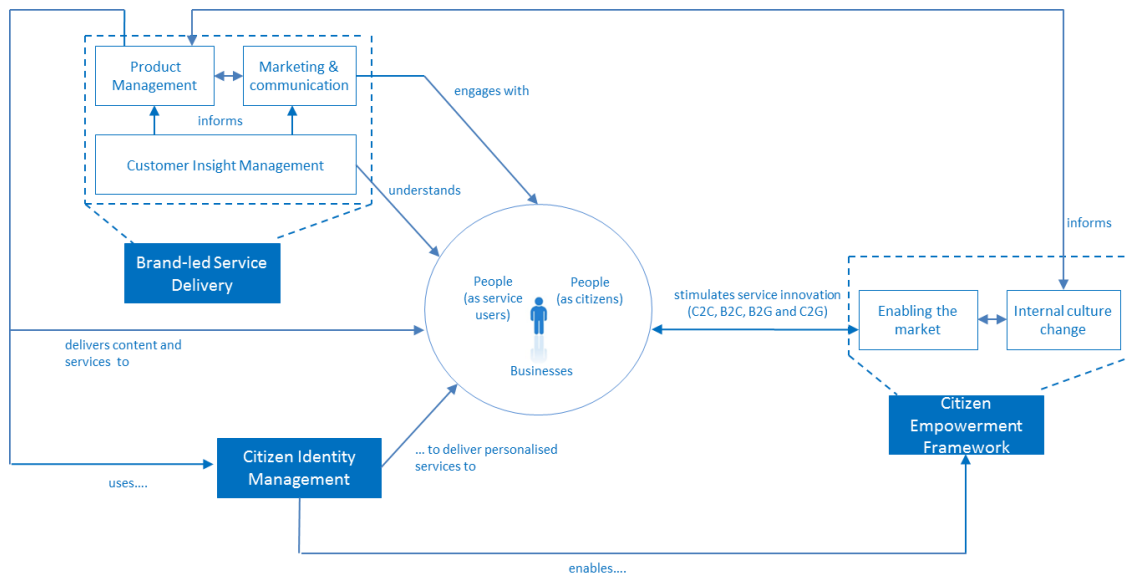 Product
Management
Marketing &
communication
engages with
informs
Customer Insight Management
understands
Brand-led Service
Delivery
informs
People
(as service
users)
People
(as citizens)
Businesses
stimulates service innovation
(C2C, B2C, B2G and C2G)
Enabling the
market
Internal culture
change
delivers content and
services  to
Citizen
Empowerment
Framework
Citizen Identity
Management
... to deliver personalised
services to
uses....
enables....